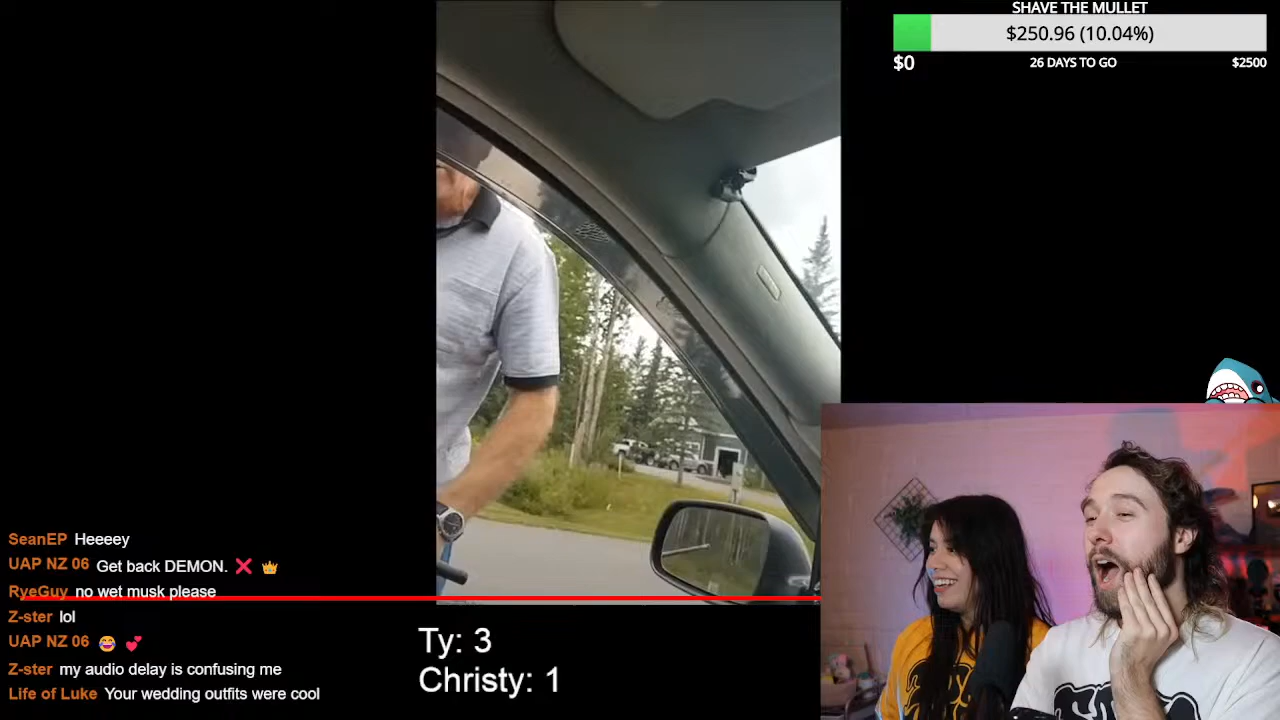 SHAVE THE MULLET
$250.96 (10.04%)
$0 26 DAYS TO GO $2500
SeanEP Heeeey
UAP NZ 06 Get back DEMON. ❌ 👑
RyeGuy no wet musk please
Z-ster lol
UAP NZ 06 😂 💕
Z-ster my audio delay is confusing me
Life of Luke Your wedding outfits were cool
Ty: 3
Christy: 1